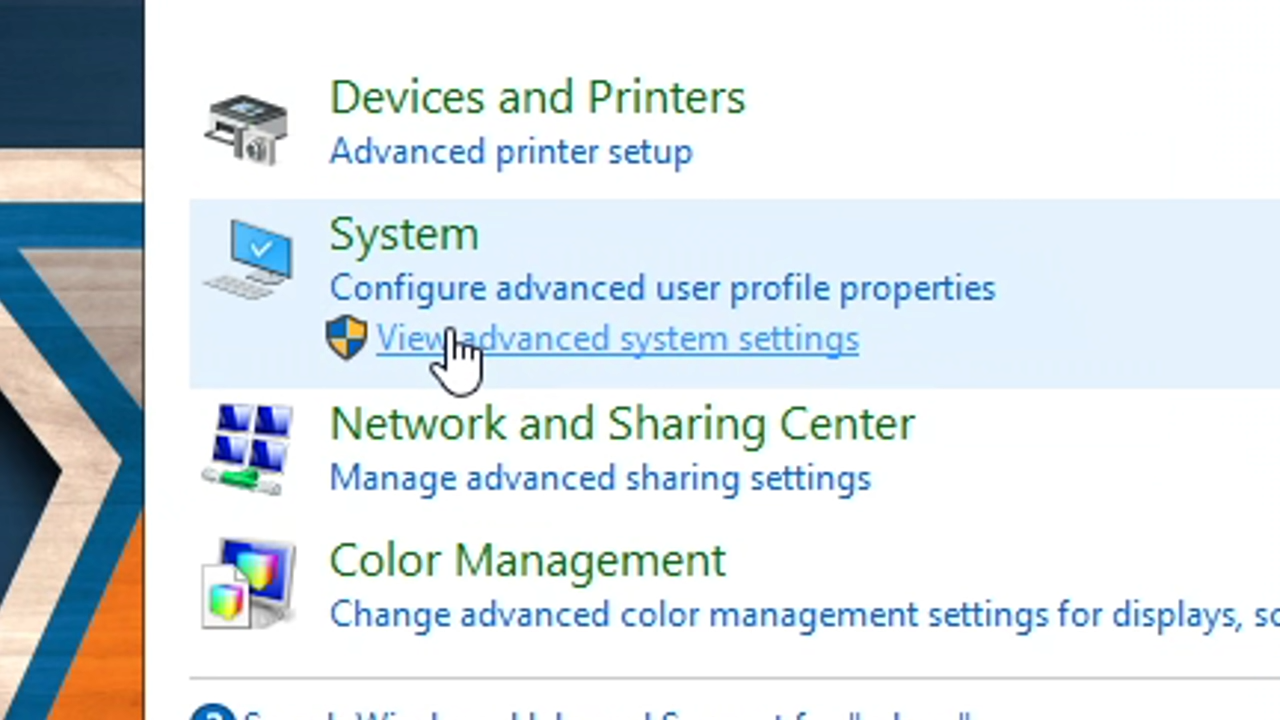 Devices and Printers
Advanced printer setup
System
Configure advanced user profile properties
View advanced system settings
Network and Sharing Center
Manage advanced sharing settings
Color Management
Change advanced color management settings for displays,